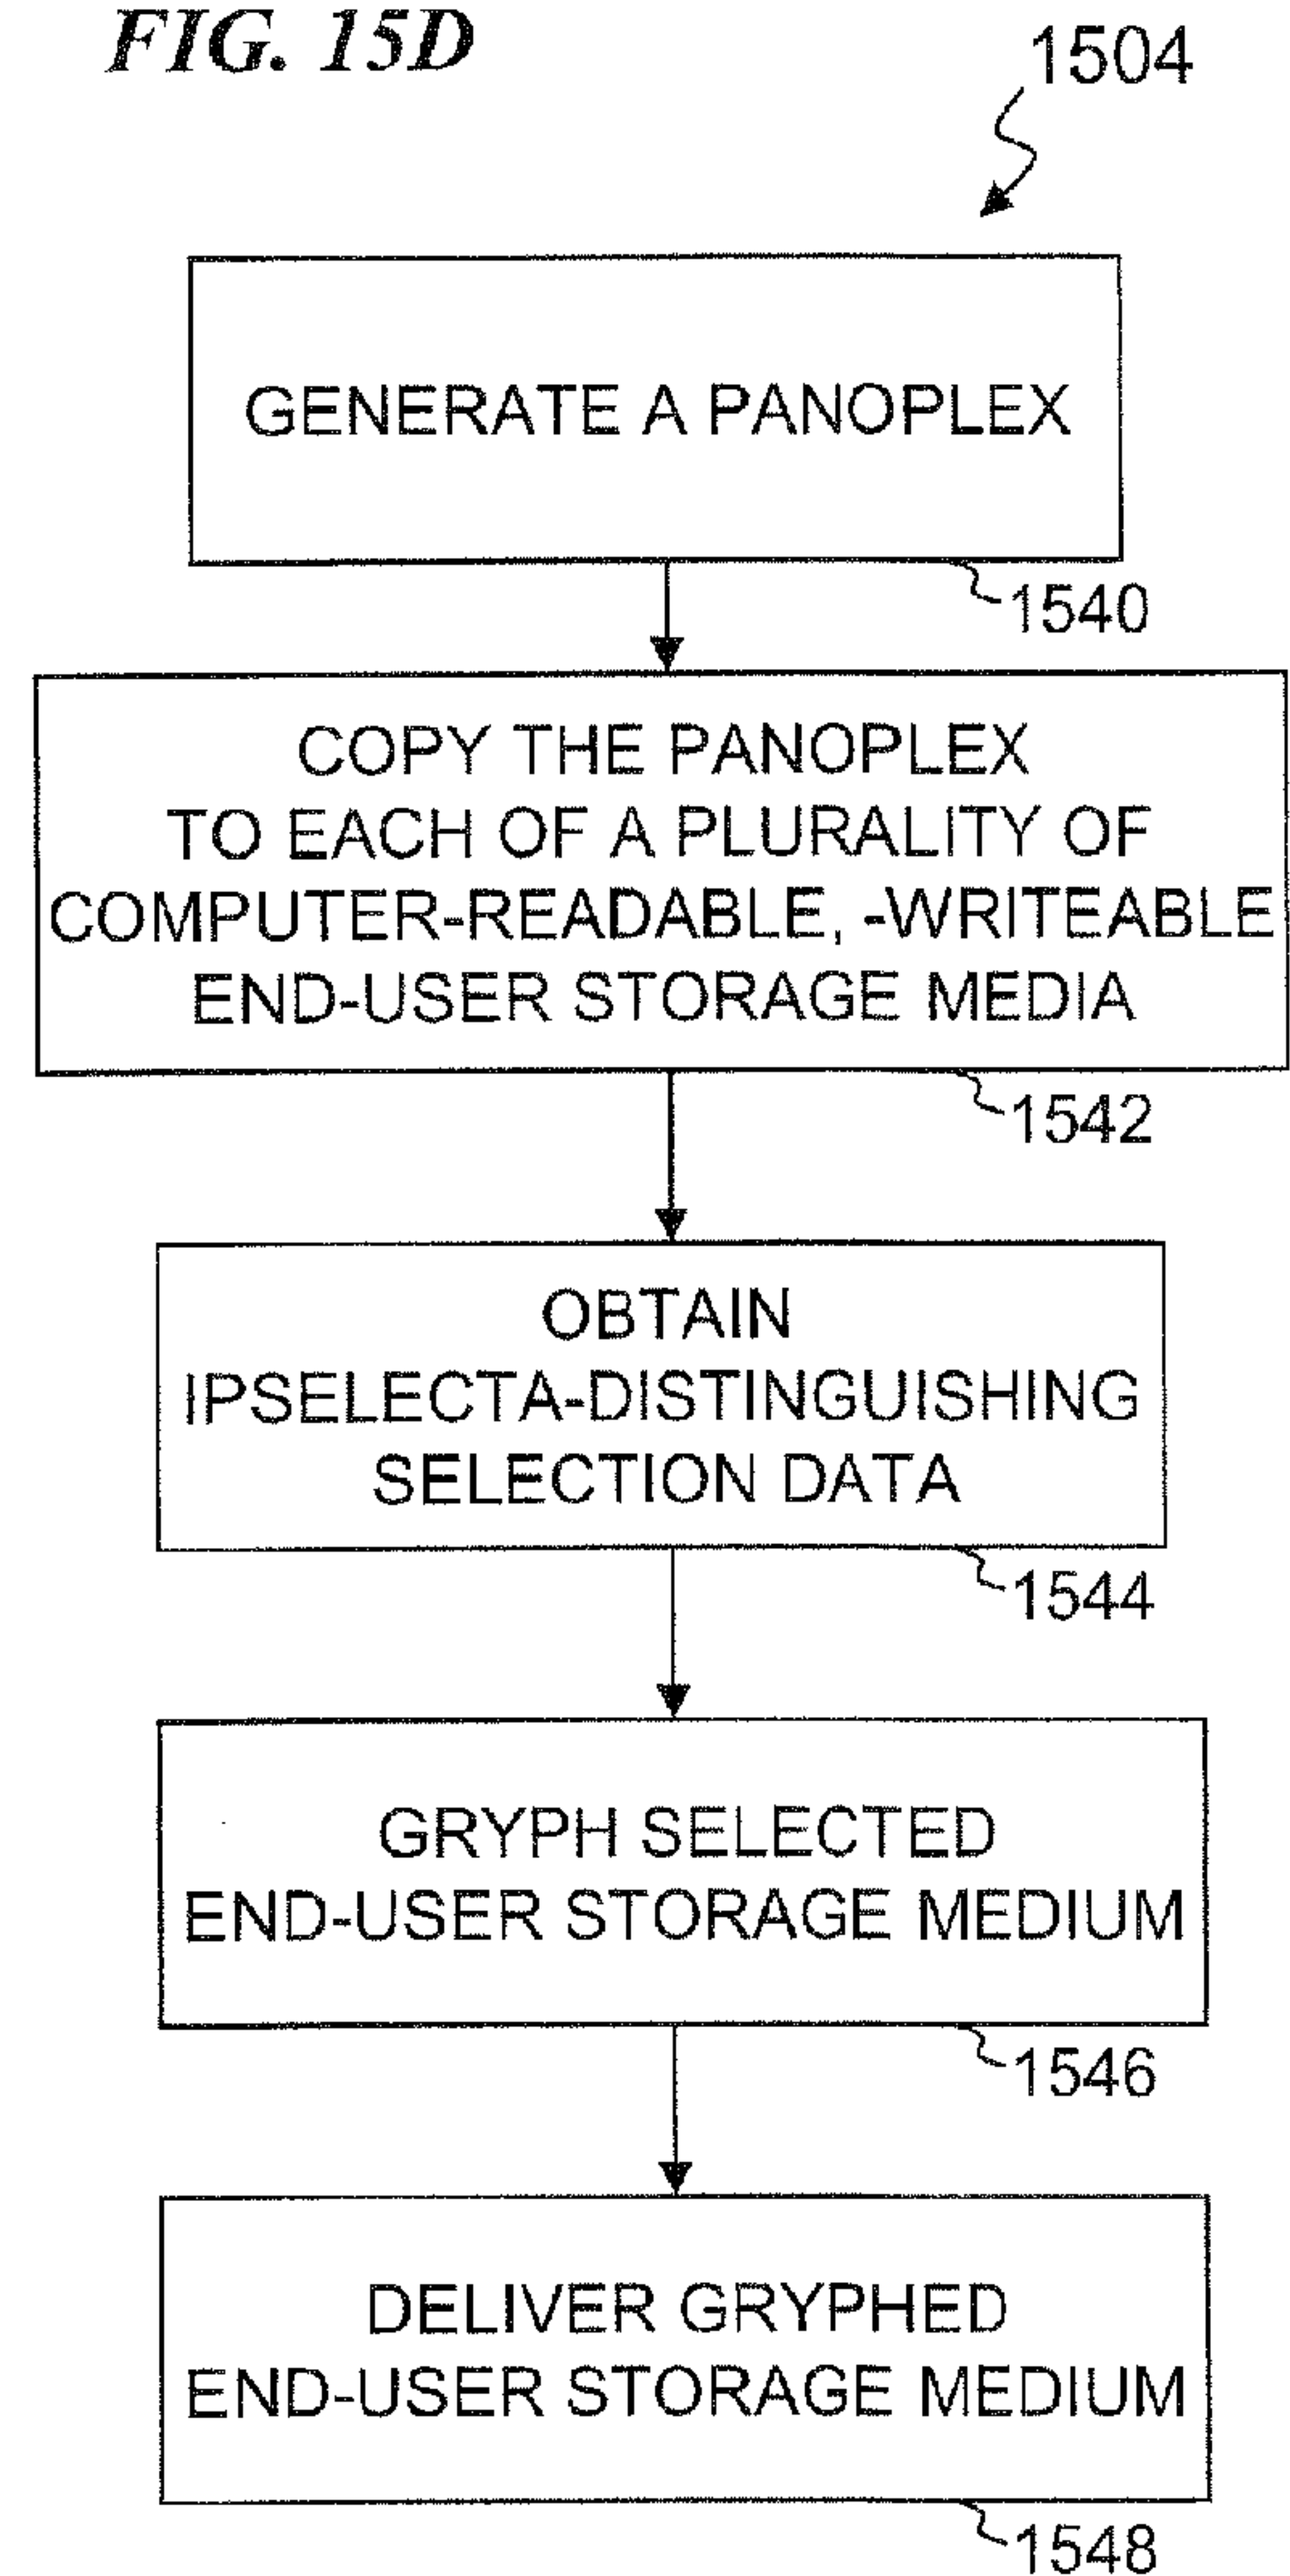 FIG. 15D
1504
GENERATE A PANOPLEX
1540
COPY THE PANOPLEX
TO EACH OF A PLURALITY OF
COMPUTER-READABLE, -WRITEABLE
END-USER STORAGE MEDIA
1542
OBTAIN
IPSELECTA-DISTINGUISHING
SELECTION DATA
1544
GRYPH SELECTED
END-USER STORAGE MEDIUM
1546
DELIVER GRYPHED
END-USER STORAGE MEDIUM
1548